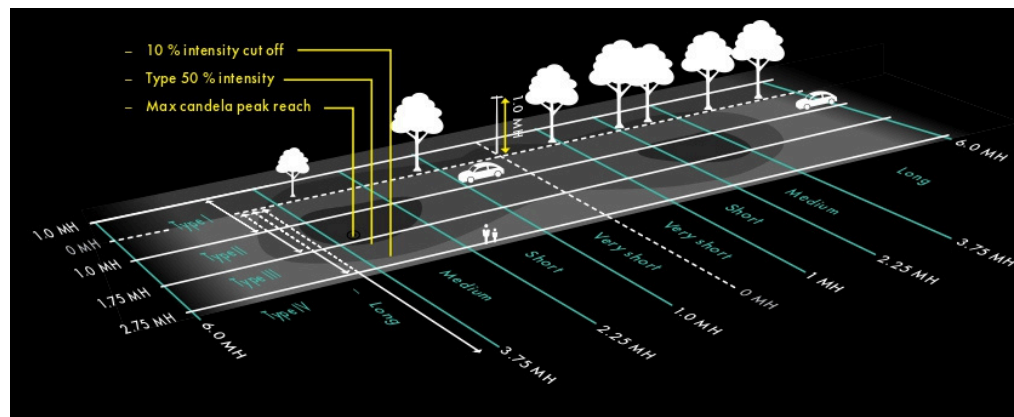 – 10 % intensity cut off
– Type 50 % intensity
– Max candela peak reach
1.0 MH
1.0 MH
0 MH
1.0 MH
1.75 MH
2.75 MH
6.0 MH
Type I
Type II
Type III
Type IV
– Long
Medium
Short
Very short
Very short
Short
Medium
Long
3.75 MH
2.25 MH
1.0 MH
0 MH
1 MH
2.25 MH
3.75 MH
6.0 MH